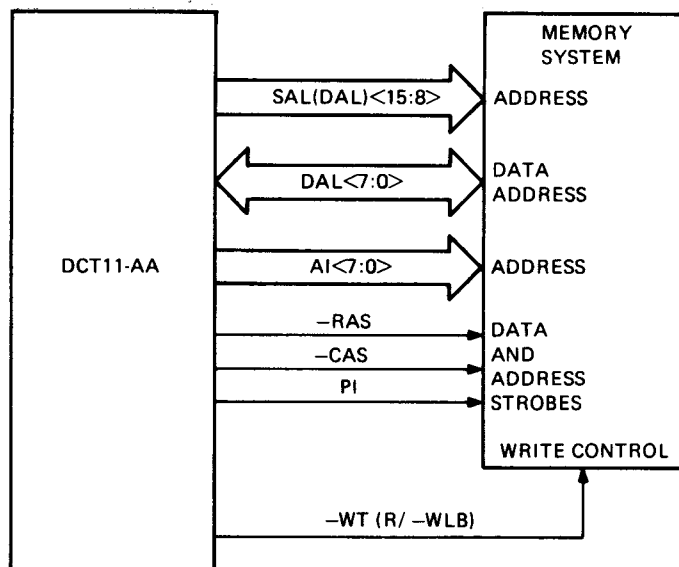 MEMORY
SYSTEM
SAL(DAL)<15:8>
ADDRESS
DAL<7:0>
DATA
ADDRESS
DCT11-AA
AI<7:0>
ADDRESS
−RAS
−CAS
PI
DATA
AND
ADDRESS
STROBES
WRITE CONTROL
−WT (R/ −WLB)